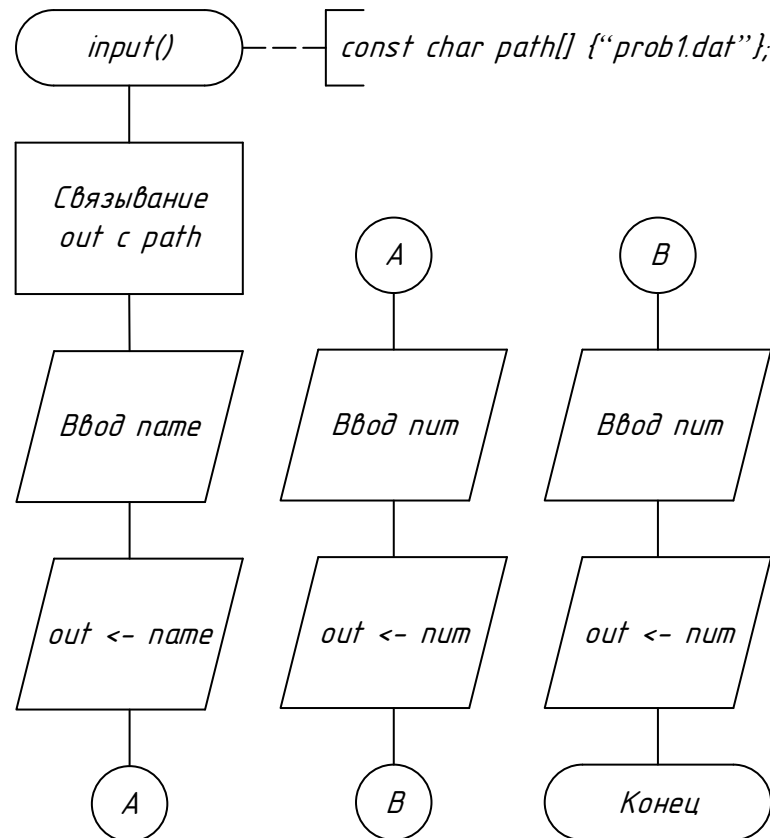 input()
const char path[] {“prob1.dat”};
Связывание
out с path
Ввод name
out <- name
A
A
Ввод num
out <- num
B
B
Ввод num
out <- num
Конец